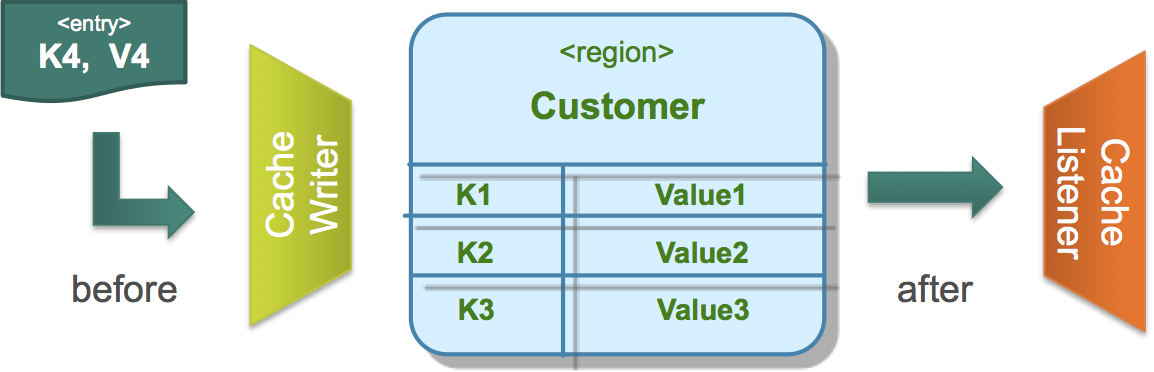 <entry>
K4, V4
before
Cache
Writer
<region>
Customer
K1 Value1
K2 Value2
K3 Value3
after
Cache
Listener